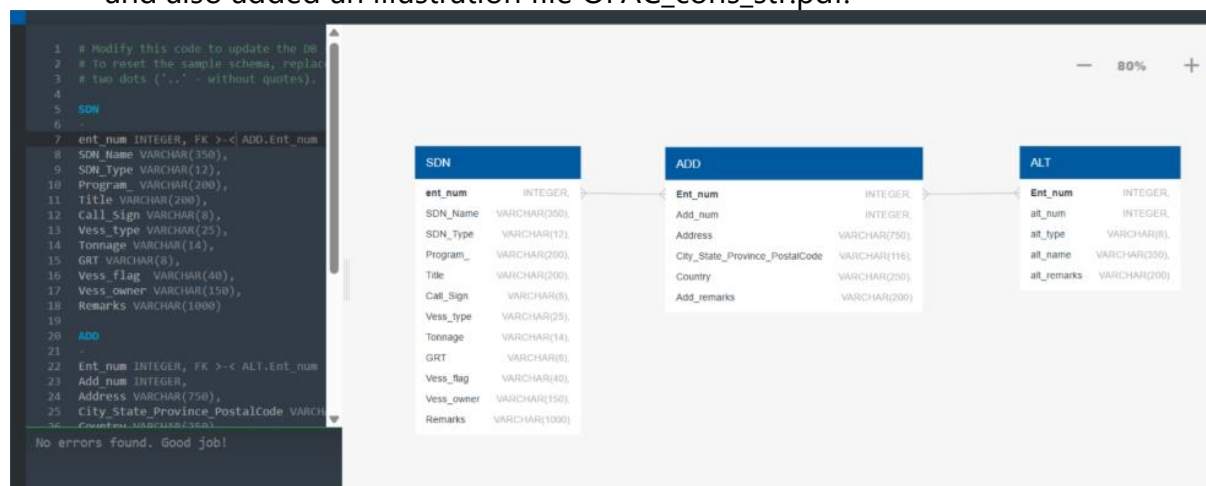 and also added an illustration file OFAC_cons_str.pdf.
1 # Modify this code to update the DB
2 # To reset the sample schema, replac
3 # two dots ('..' - without quotes).
4
5 SDN
6 -
7 ent_num INTEGER, FK >-< ADD.Ent_num
8 SDN_Name VARCHAR(350),
9 SDN_Type VARCHAR(12),
10 Program_ VARCHAR(200),
11 Title VARCHAR(200),
12 Call_Sign VARCHAR(8),
13 Vess_type VARCHAR(25),
14 Tonnage VARCHAR(14),
15 GRT VARCHAR(8),
16 Vess_flag VARCHAR(40),
17 Vess_owner VARCHAR(150),
18 Remarks VARCHAR(1000)
19
20 ADD
21 -
22 Ent_num INTEGER, FK >-< ALT.Ent_num
23 Add_num INTEGER,
24 Address VARCHAR(750),
25 City_State_Province_PostalCode VARCH
26 Country VARCHAR(250)
No errors found. Good job!
— 80% +
SDN
ent_num INTEGER,
SDN_Name VARCHAR(350),
SDN_Type VARCHAR(12),
Program_ VARCHAR(200),
Title VARCHAR(200),
Call_Sign VARCHAR(8),
Vess_type VARCHAR(25),
Tonnage VARCHAR(14),
GRT VARCHAR(8),
Vess_flag VARCHAR(40),
Vess_owner VARCHAR(150),
Remarks VARCHAR(1000)
ADD
Ent_num INTEGER,
Add_num INTEGER,
Address VARCHAR(750),
City_State_Province_PostalCode VARCHAR(116),
Country VARCHAR(250),
Add_remarks VARCHAR(200)
ALT
Ent_num INTEGER,
alt_num INTEGER,
alt_type VARCHAR(8),
alt_name VARCHAR(350),
alt_remarks VARCHAR(200)